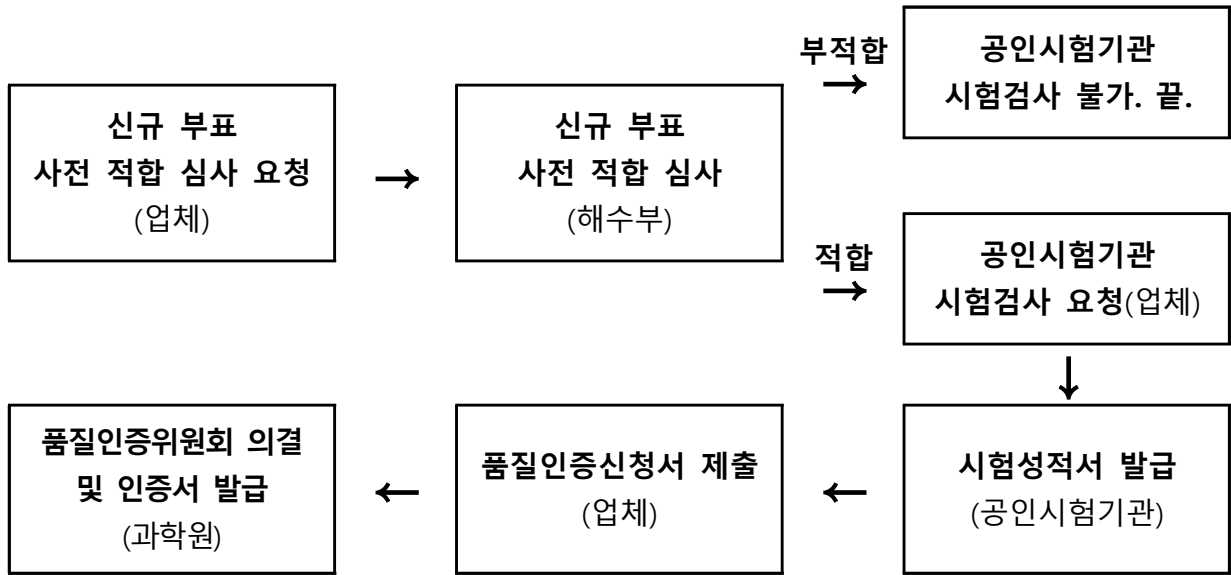 신규 부표
사전 적합 심사 요청
(업체)
→
신규 부표
사전 적합 심사
(해수부)
부적합
→
공인시험기관
시험검사 불가. 끝.
적합
→
공인시험기관
시험검사 요청(업체)
↓
시험성적서 발급
(공인시험기관)
←
품질인증신청서 제출
(업체)
←
품질인증위원회 의결
및 인증서 발급
(과학원)